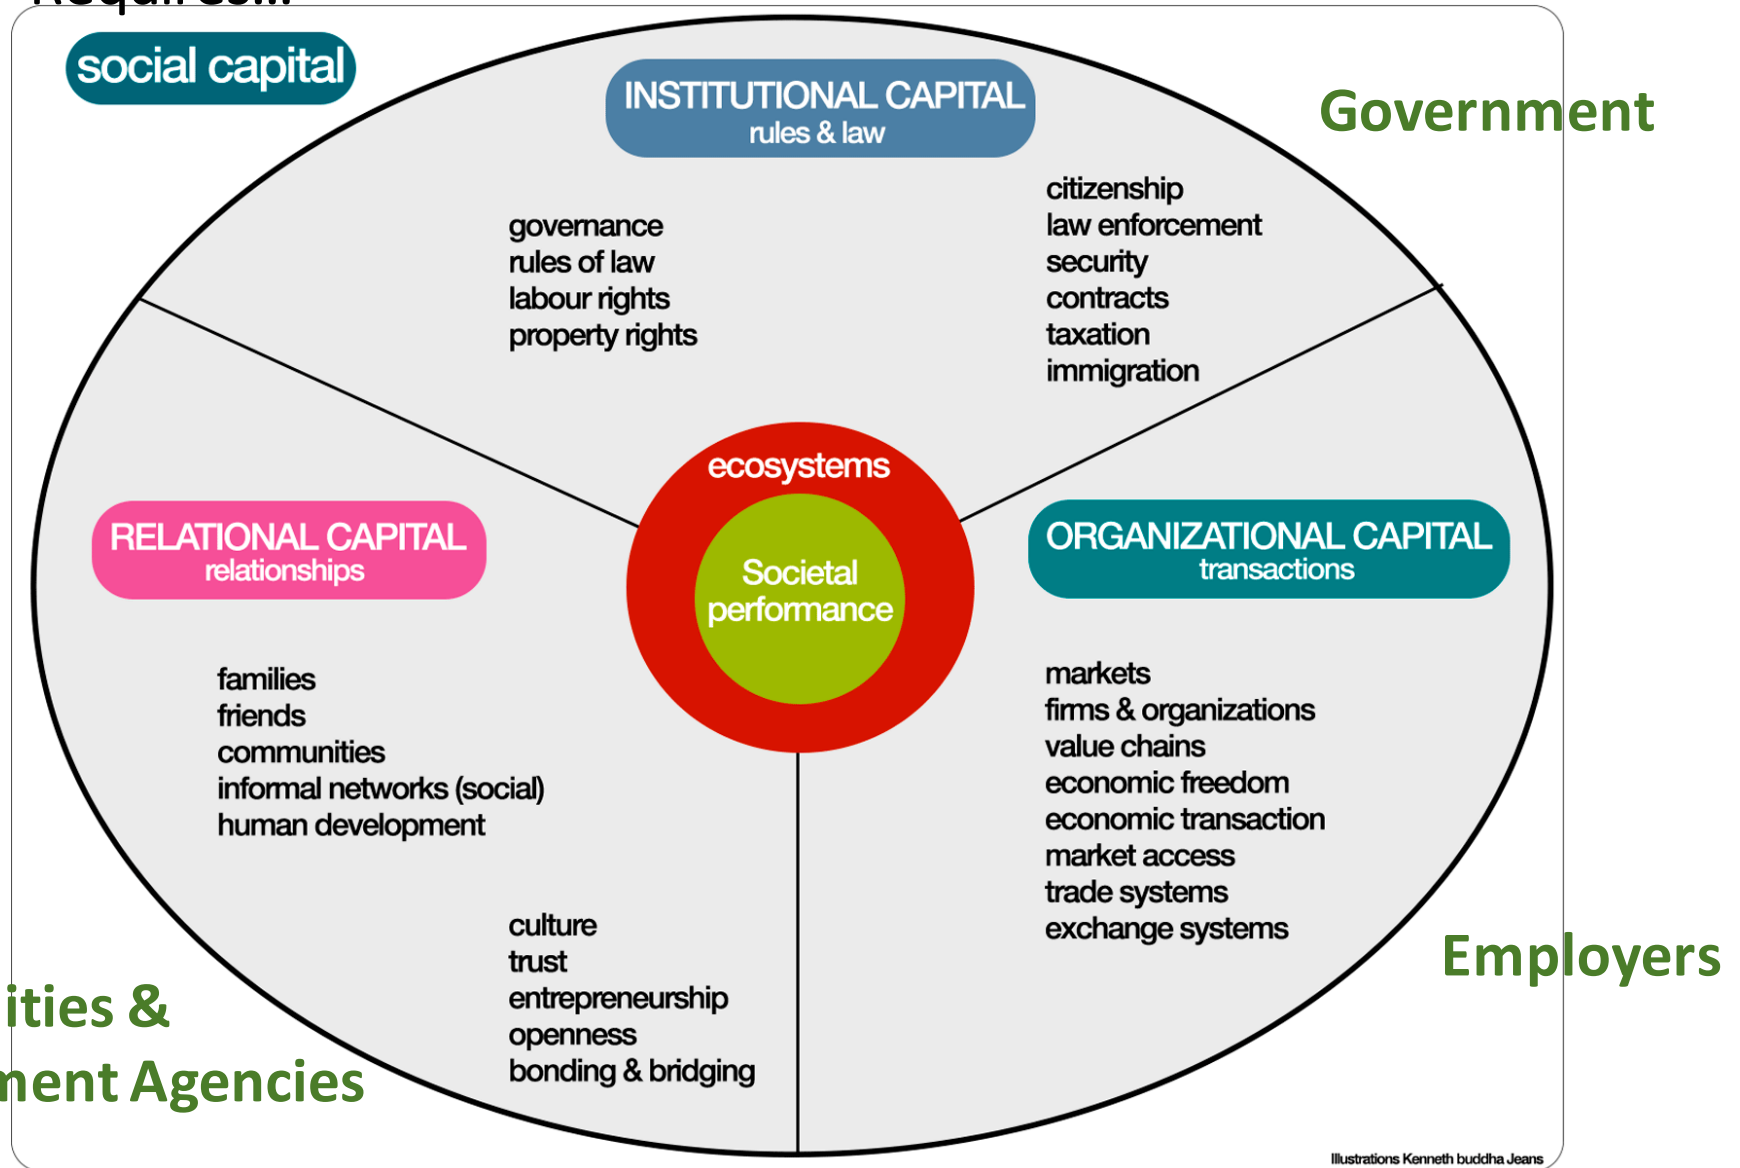 Requires...
social capital
INSTITUTIONAL CAPITAL
rules & law
Government
governance
rules of law
labour rights
property rights
citizenship
law enforcement
security
contracts
taxation
immigration
ecosystems
Societal
performance
RELATIONAL CAPITAL
relationships
families
friends
communities
informal networks (social)
human development
culture
trust
entrepreneurship
openness
bonding & bridging
ORGANIZATIONAL CAPITAL
transactions
markets
firms & organizations
value chains
economic freedom
economic transaction
market access
trade systems
exchange systems
Employers
ities &
ment Agencies
Illustrations Kenneth buddha Jeans